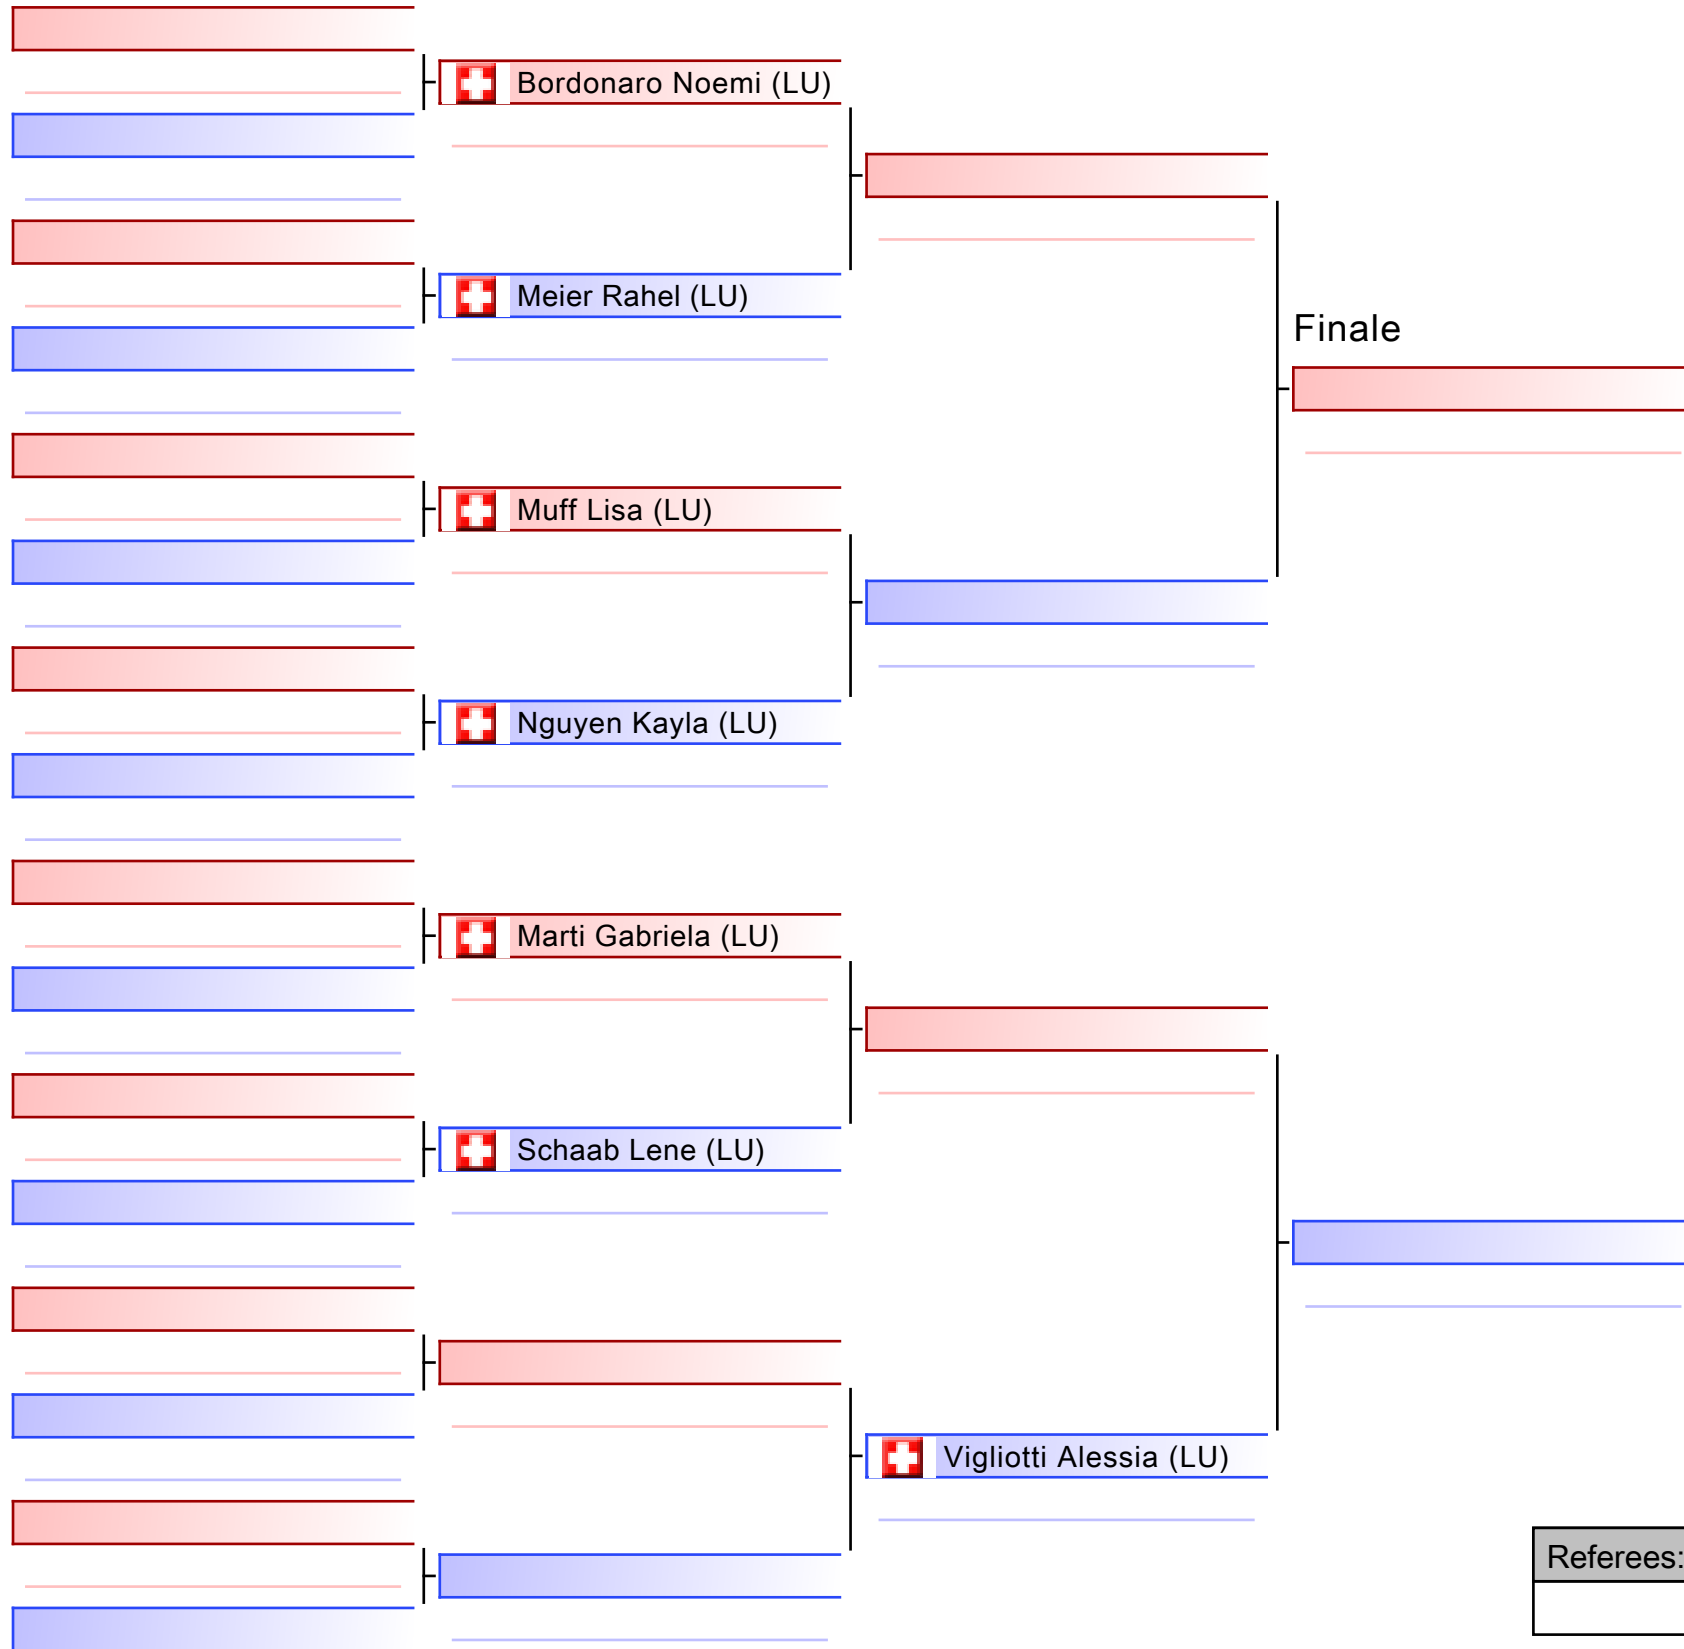 Bordonaro Noemi (LU)
Meier Rahel (LU)
Finale
Muff Lisa (LU)
Nguyen Kayla (LU)
Marti Gabriela (LU)
Schaab Lene (LU)
Vigliotti Alessia (LU)
Referees: